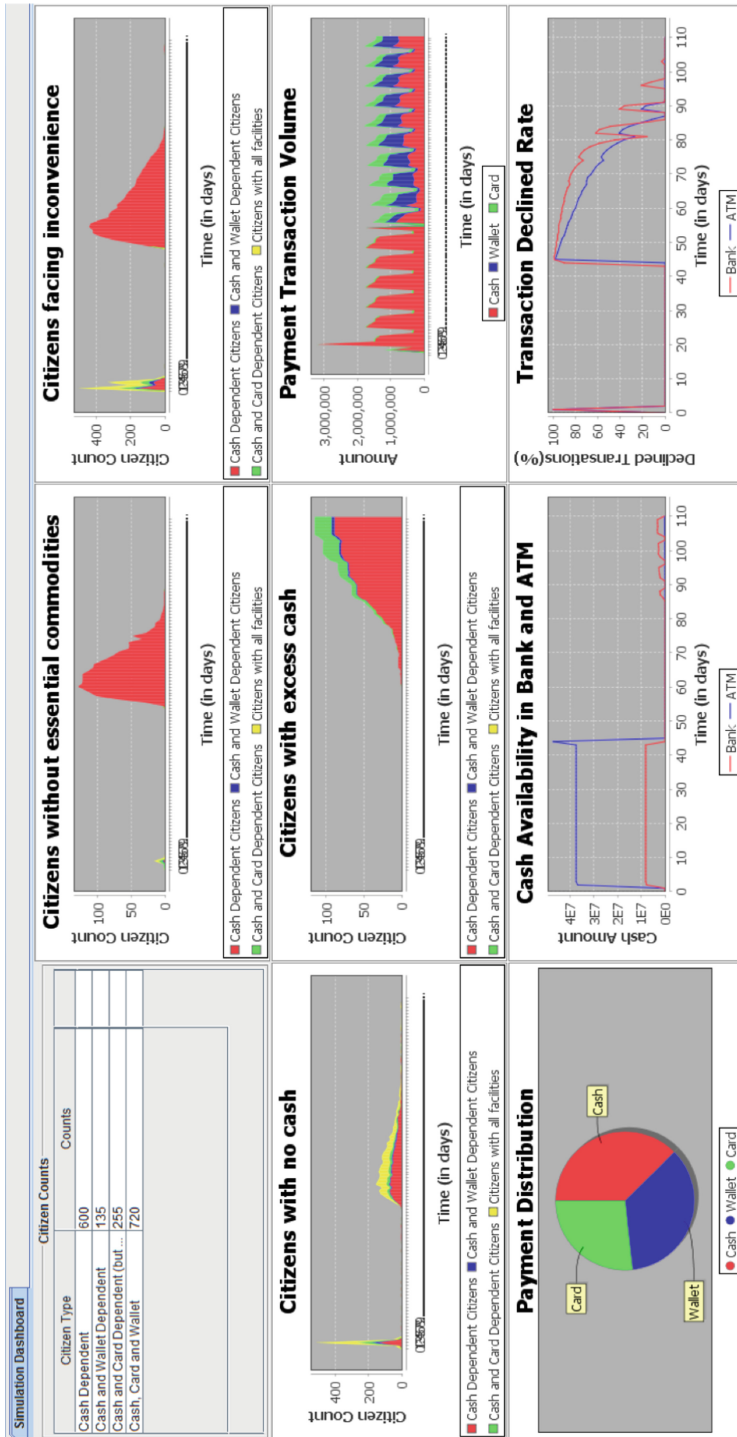 Simulation Dashboard
Citizen Counts
Citizen Type Counts
Cash Dependent 600
Cash and Wallet Dependent 135
Cash and Card Dependent (but ... 255
Cash, Card and Wallet 720
Citizens without essential commodities
Citizen Count
100
50
0
Time (in days)
Cash Dependent Citizens Cash and Wallet Dependent Citizens
Cash and Card Dependent Citizens Citizens with all facilities
Citizens facing inconvenience
Citizen Count
400
200
0
Time (in days)
Cash Dependent Citizens Cash and Wallet Dependent Citizens
Cash and Card Dependent Citizens Citizens with all facilities
Citizens with no cash
Citizen Count
400
200
0
Time (in days)
Cash Dependent Citizens Cash and Wallet Dependent Citizens
Cash and Card Dependent Citizens Citizens with all facilities
Citizens with excess cash
Citizen Count
100
50
0
Time (in days)
Cash Dependent Citizens Cash and Wallet Dependent Citizens
Cash and Card Dependent Citizens Citizens with all facilities
Payment Transaction Volume
Amount
3,000,000
2,000,000
1,000,000
0
Time (in days)
Cash Wallet Card
Payment Distribution
Card
Cash
Wallet
Cash Wallet Card
Cash Availability in Bank and ATM
Cash Amount
4E7
3E7
2E7
1E7
0E0
0 10 20 30 40 50 60 70 80 90 100 110
Time (in days)
Bank ATM
Transaction Declined Rate
Declined Transations(%)
100
80
60
40
20
0
0 10 20 30 40 50 60 70 80 90 100 110
Time (in days)
Bank ATM